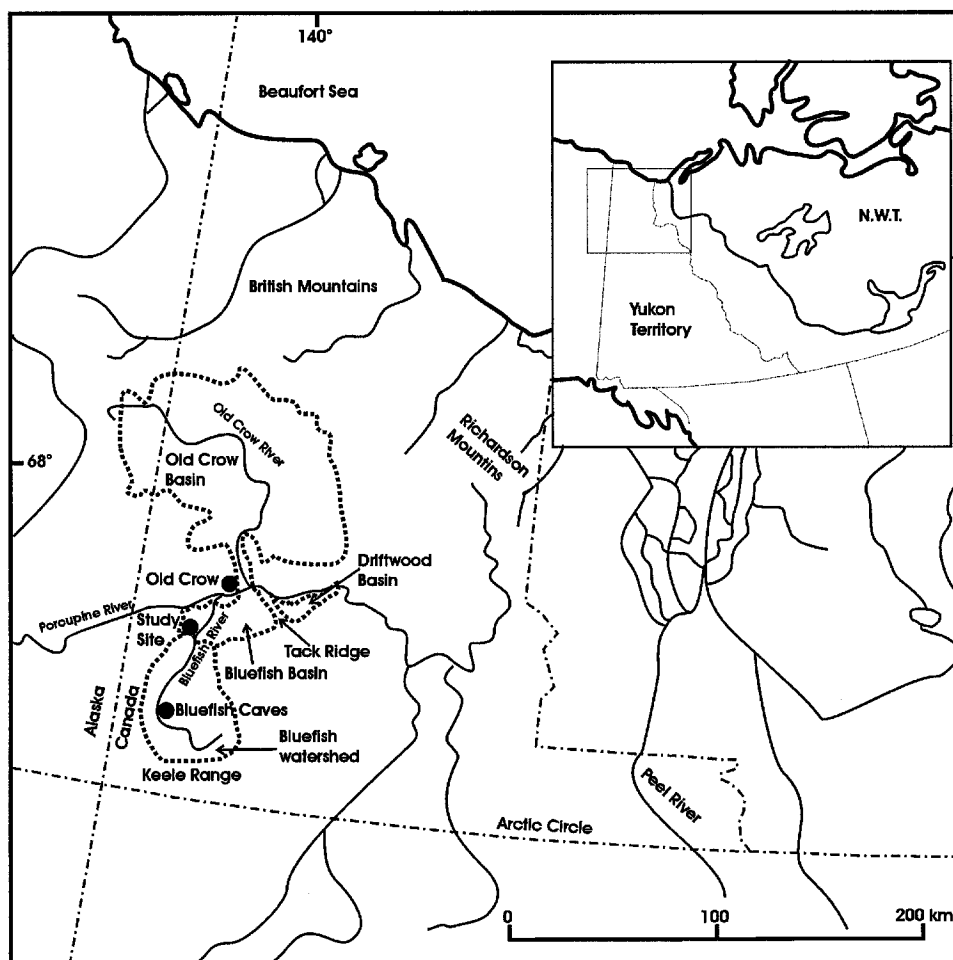 140°
Beaufort Sea
N.W.T.
British Mountains
Yukon
Territory
Old Crow River
Richardson
Mountins
68°
Old Crow
Basin
Driftwood
Basin
Old Crow
Poroupine River
Study
Site
Bluefish River
Tack Ridge
Bluefish Basin
Alaska
Canada
Bluefish Caves
Bluefish
watershed
Keele Range
Peel River
Arctic Circle
0 100 200 km